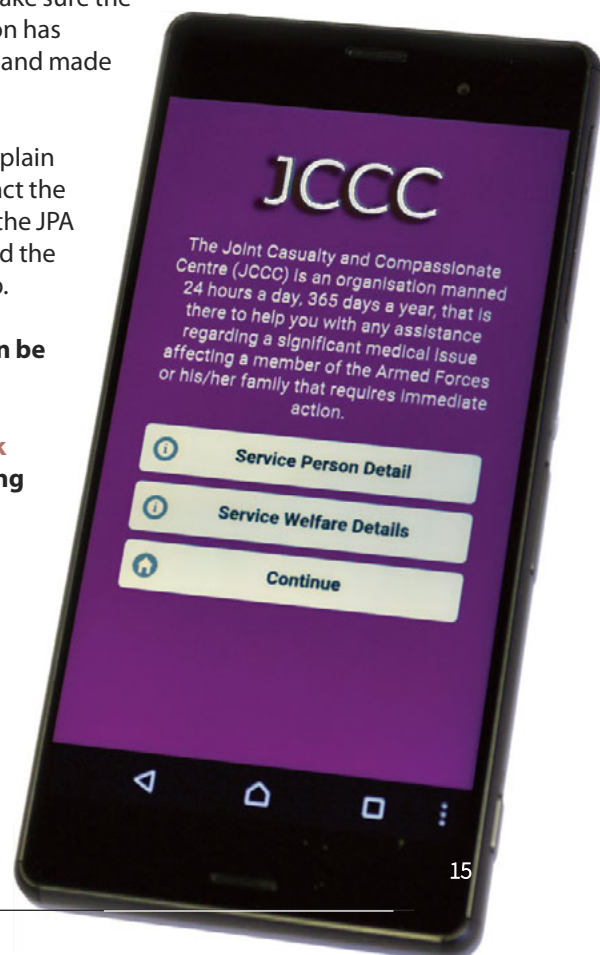 ake sure the
on has
and made
plain
act the
the JPA
d the
o.
n be
k
ng
JCCC
The Joint Casualty and Compassionate
Centre (JCCC) is an organisation manned
24 hours a day, 365 days a year, that is
there to help you with any assistance
regarding a significant medical issue
affecting a member of the Armed Forces
or his/her family that requires immediate
action.
Service Person Detail
Service Welfare Details
Continue
15